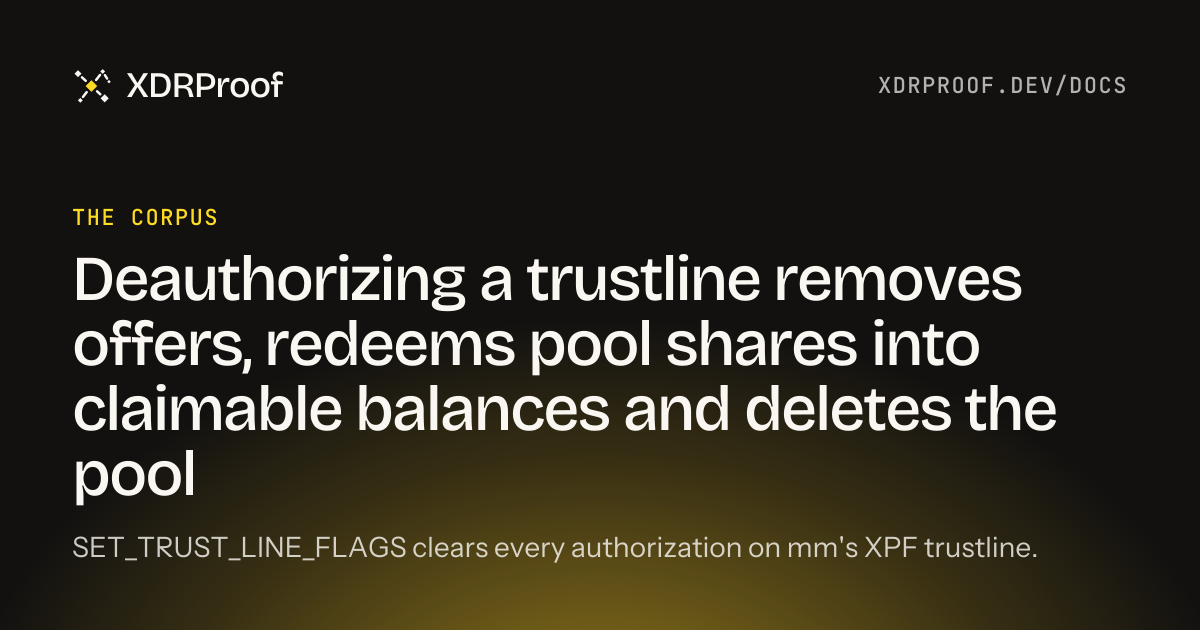 XDRProof
XDRPROOF.DEV/DOCS
THE CORPUS
Deauthorizing a trustline removes
offers, redeems pool shares into
claimable balances and deletes the
pool
SET_TRUST_LINE_FLAGS clears every authorization on mm's XPF trustline.